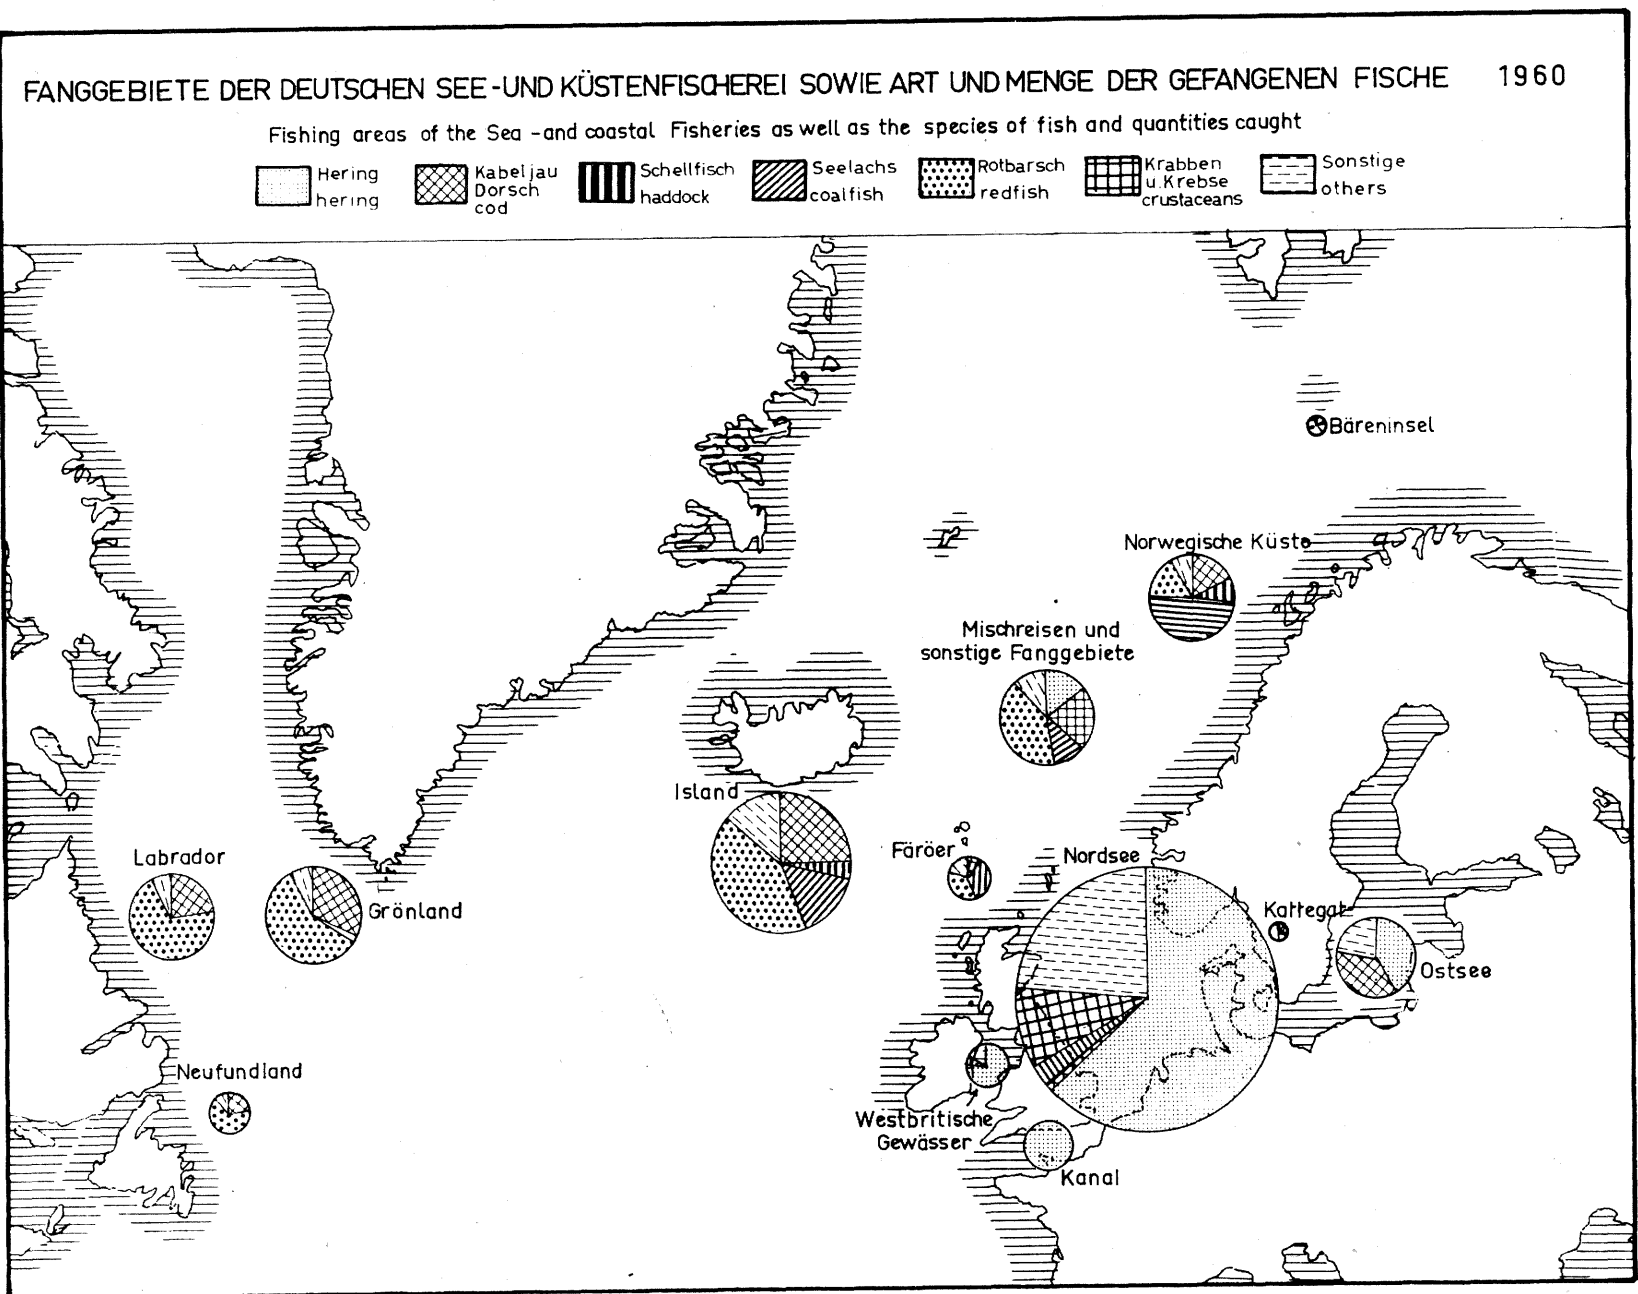 FANGGEBIETE DER DEUTSCHEN SEE-UND KÜSTENFISCHEREI SOWIE ART UND MENGE DER GEFANGENEN FISCHE 1960
Fishing areas of the Sea-and coastal Fisheries as well as the species of fish and quantities caught
Hering
hering
Kabeljau
Dorsch
cod
Schellfisch
haddock
Seelachs
coalfish
Rotbarsch
redfish
Krabben
u.Krebse
crustaceans
Sonstige
others
Bäreninsel
Norwegische Küste
Mischreisen und
sonstige Fanggebiete
Island
Färöer
Nordsee
Labrador
Grönland
Kattegat
Ostsee
Neufundland
Westbritische
Gewässer
Kanal